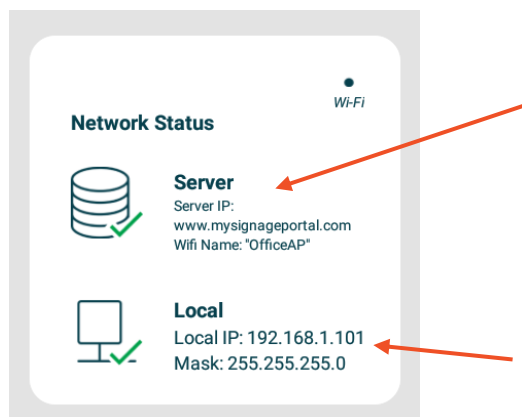 Wi-Fi
Network Status
Server
Server IP:
www.mysignageportal.com
Wifi Name: "OfficeAP"
Local
Local IP: 192.168.1.101
Mask: 255.255.255.0